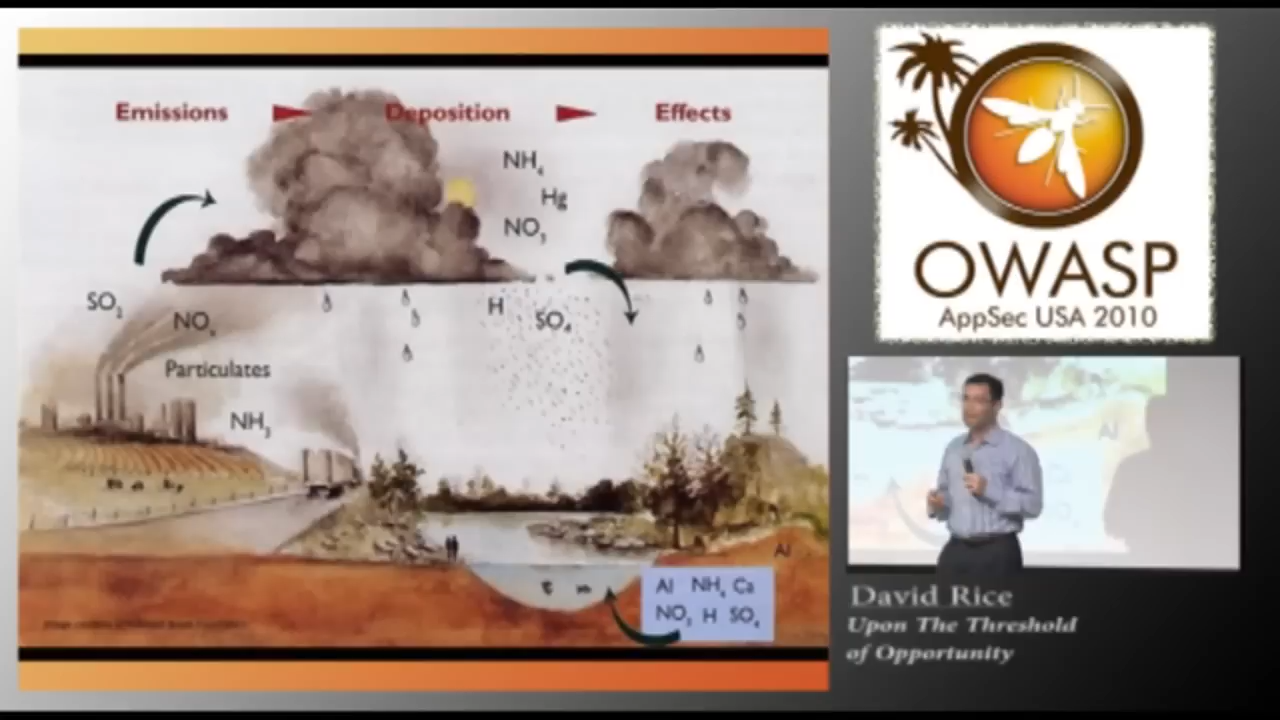 Emissions
Deposition
Effects
NH4
Hg
NO3
SO2
NOx
H
SO4
Particulates
NH3
Al
Al NH4 Ca
NO3 H SO4
OWASP
AppSec USA 2010
David Rice
Upon The Threshold
of Opportunity